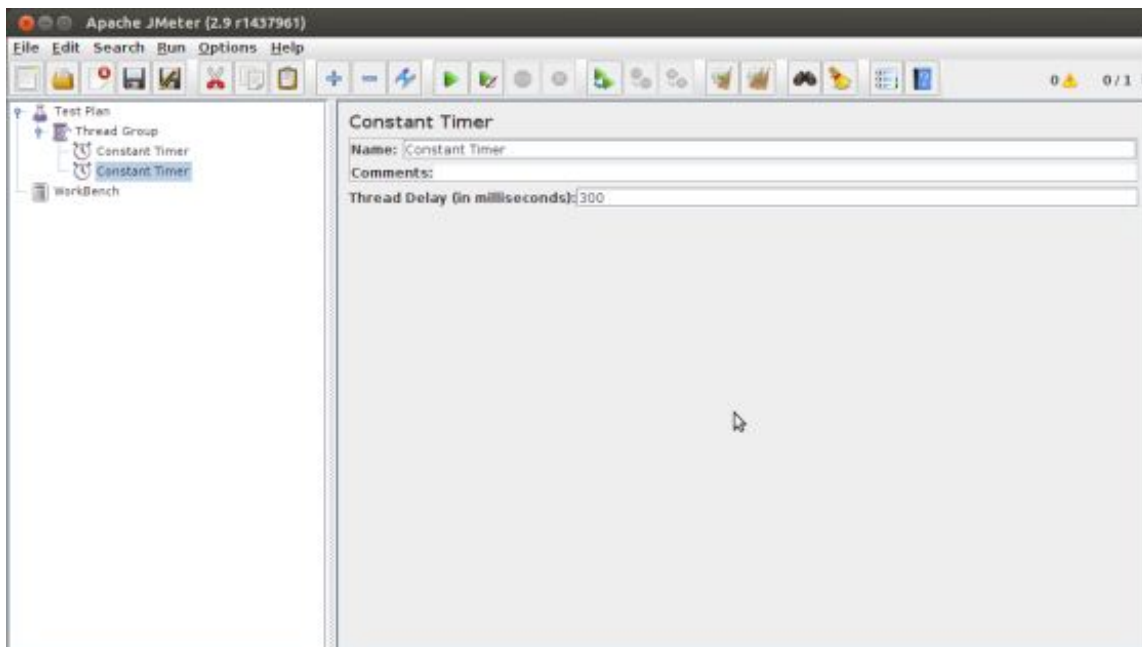 Apache JMeter (2.9 r1437961)
File Edit Search Run Options Help
0 0/1
Test Plan
Thread Group
Constant Timer
Constant Timer
WorkBench
Constant Timer
Name: Constant Timer
Comments:
Thread Delay (in milliseconds): 300